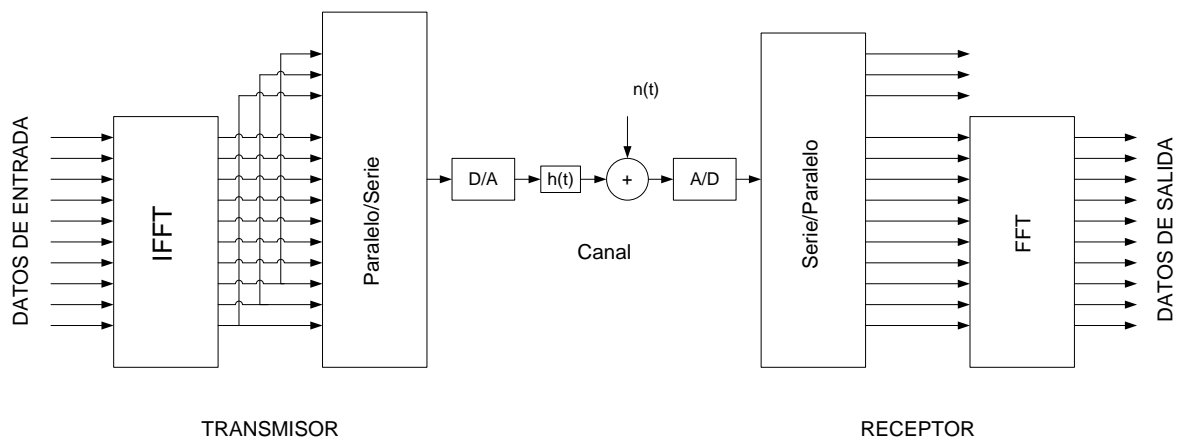 DATOS DE ENTRADA
IFFT
Paralelo/Serie
D/A
h(t)
n(t)
+
A/D
Canal
Serie/Paralelo
FFT
DATOS DE SALIDA
TRANSMISOR
RECEPTOR